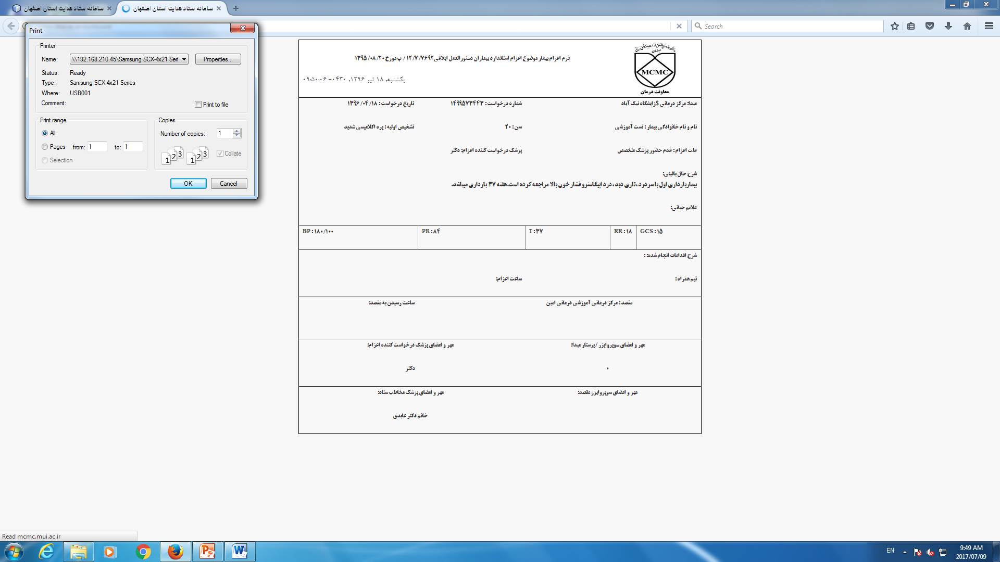 سامانه ستاد هدایت استان اصفهان
سامانه ستاد هدایت استان اصفهان
Search
Print
Printer
Name: \\192.168.210.45\Samsung SCX-4x21 Seri Properties...
Status: Ready
Type: Samsung SCX-4x21 Series
Where: USB001
Comment: Print to file
Print range
All
Pages from: 1 to: 1
Selection
Copies
Number of copies: 1
1 2 3 1 2 3 Collate
OK Cancel
MCMC
معاونت درمان
فرم اعزام بیمار موضوع اعزام استاندارد بیماران دستورالعمل ابلاغی ۱۲/۷/۷۶۹۲ / پ مورخ ۱۳۹۵/۰۸/۲۰
یکشنبه, ۱۸ تیر ۱۳۹۶, ۰۴۳۰+ ۰۹:۵۰:۰۶
مبدا: مرکز درمانی $زایشگاه نیک آباد شماره درخواست : ۱۴۹۹۵۷۳۴۴۳ تاریخ درخواست : ۱۳۹۶/۰۴/۱۸
نام و نام خانوادگی بیمار : تست آموزشی سن : ۲۰ تشخیص اولیه : پره اکلامپسی شدید
علت اعزام : عدم حضور پزشک متخصص پزشک درخواست کننده اعزام: دکتر
شرح حال بالینی:
بیمارباردارى اول با سردرد ،تارى دید ، درد اپیگاسترو فشار خون بالا مراجعه کرده است.هفته ۳۷ بارداری میباشد.
علایم حیاتی:
BP : ۱۸۰/۱۰۰ PR : ۸۴ T : ۳۷ RR : ۱۸ GCS : ۱۵
شرح اقدامات انجام شده: :
تیم همراه : ساعت اعزام:
مقصد : مرکز درمانی آموزشی درمانی امین ساعت رسیدن به مقصد:
مهر و امضای سوپروایزر /پرستار مبدا: مهر و امضای پزشک درخواست کننده اعزام:
۰ دکتر
مهر و امضای سوپروایزر مقصد: مهر و امضای پزشک مخاطب ستاد:
خانم دکتر عابدی
Read mcmc.mui.ac.ir
EN
9:49 AM
2017/07/09